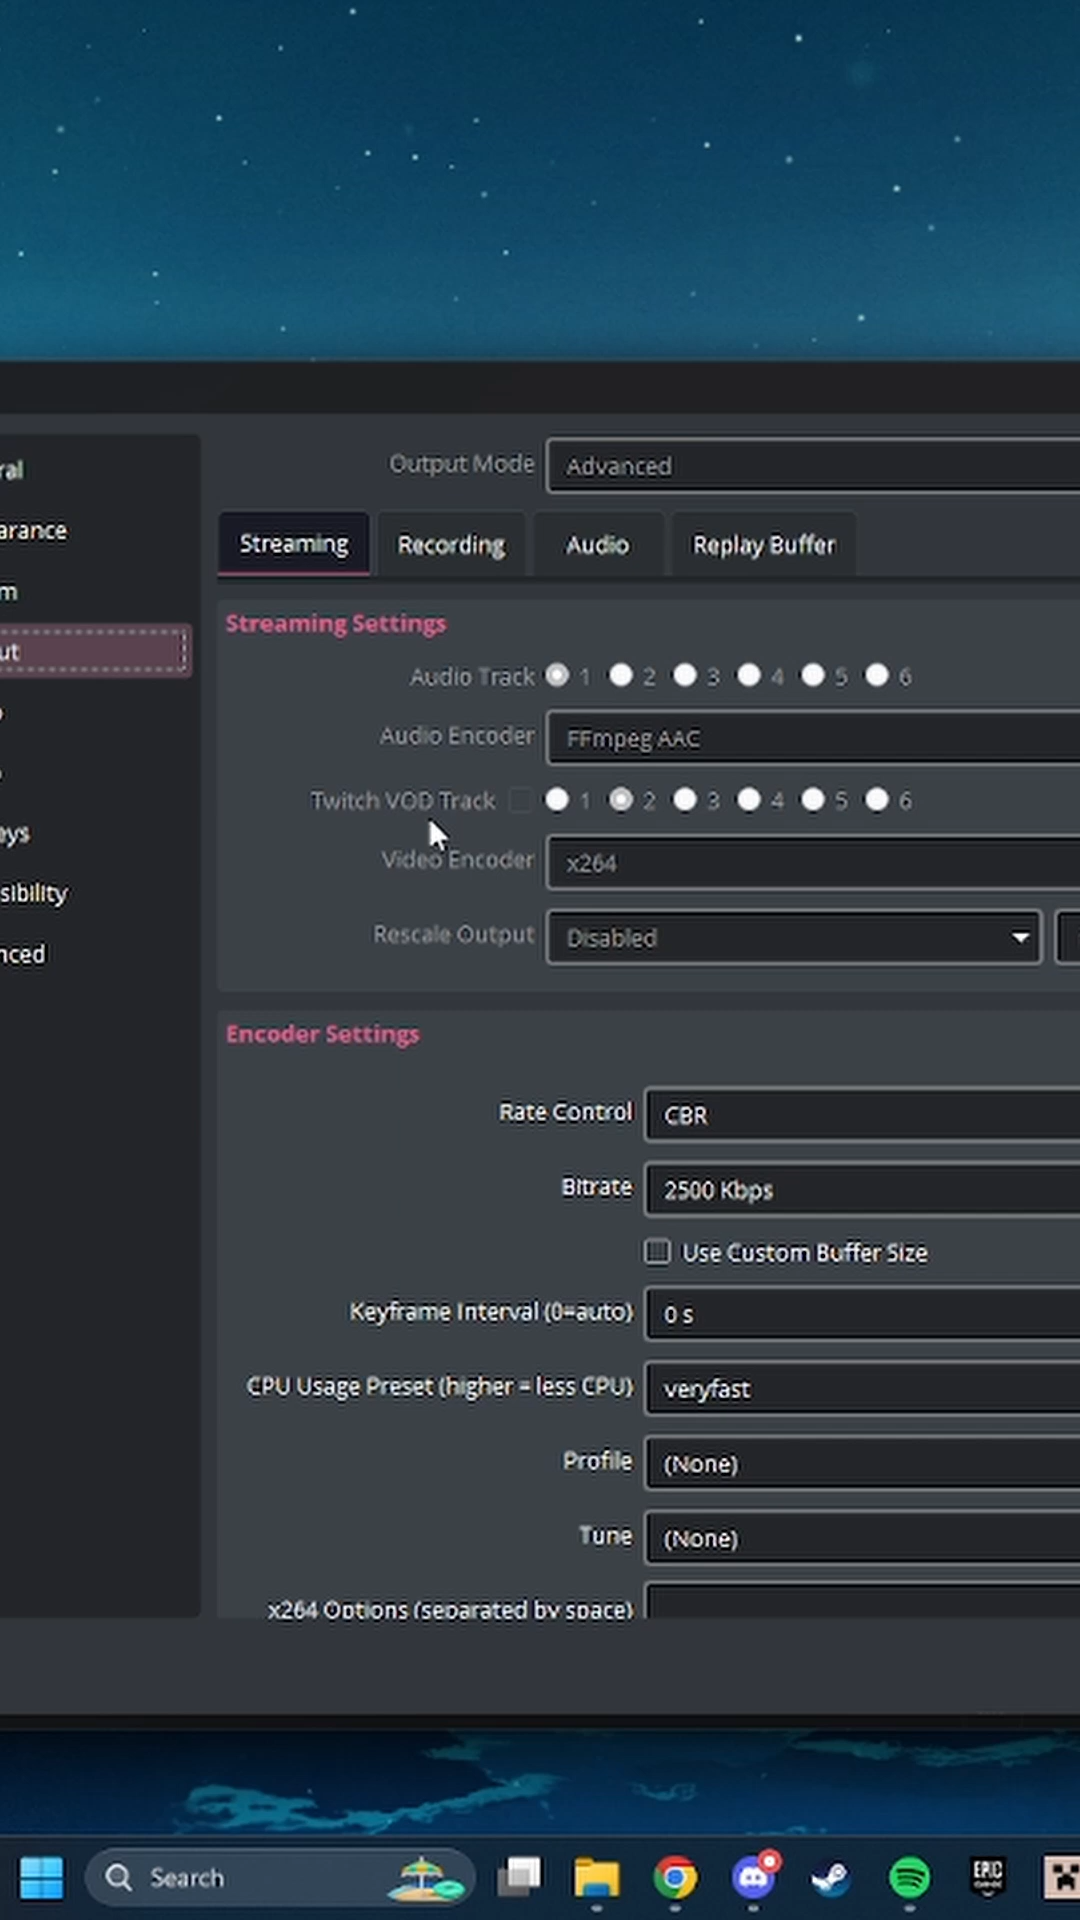 ral
arance
m
ut
eys
sibility
nced
Output Mode Advanced
Streaming Recording Audio Replay Buffer
Streaming Settings
Audio Track 1 2 3 4 5 6
Audio Encoder FFmpeg AAC
Twitch VOD Track 1 2 3 4 5 6
Video Encoder x264
Rescale Output Disabled
Encoder Settings
Rate Control CBR
Bitrate 2500 Kbps
Use Custom Buffer Size
Keyframe Interval (0=auto) 0 s
CPU Usage Preset (higher = less CPU) veryfast
Profile (None)
Tune (None)
x264 Options (separated by space)
Search
EPIC